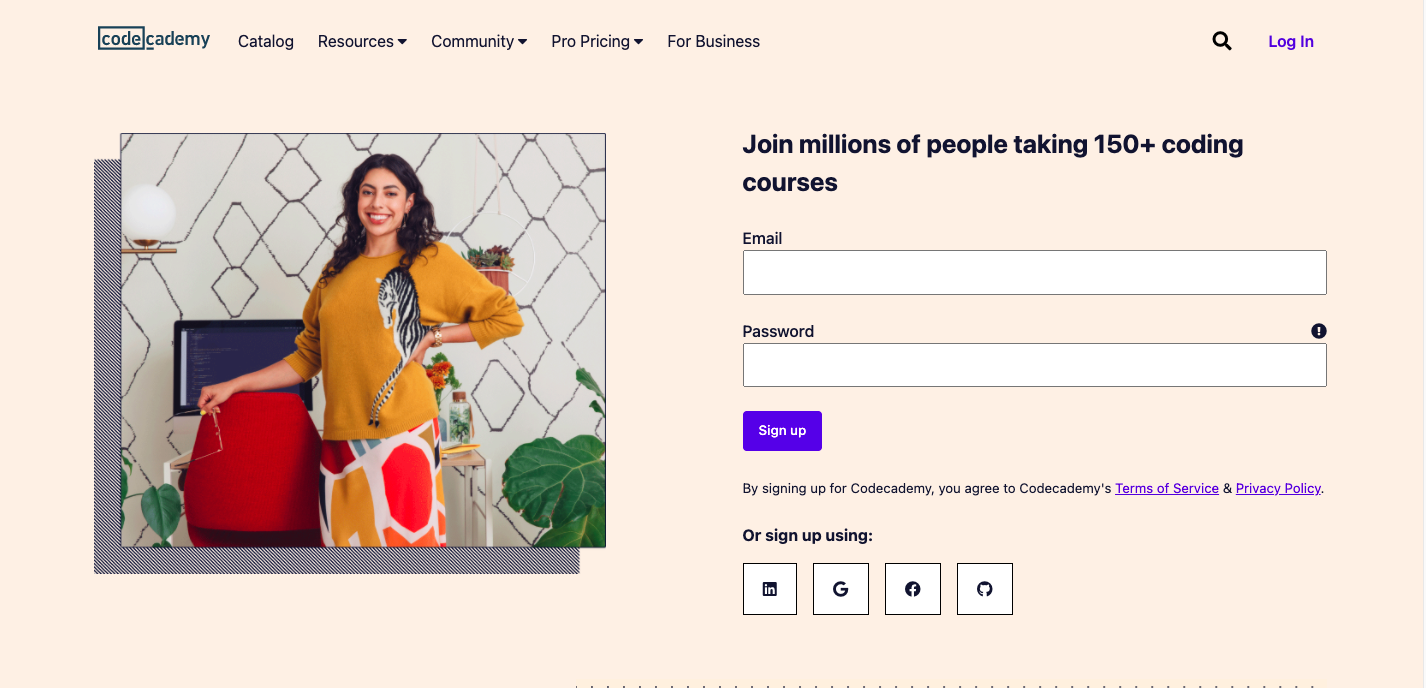 codecademy
Catalog
Resources
Community
Pro Pricing
For Business
Log In
Join millions of people taking 150+ coding
courses
Email
Password
Sign up
By signing up for Codecademy, you agree to Codecademy's Terms of Service & Privacy Policy.
Or sign up using: